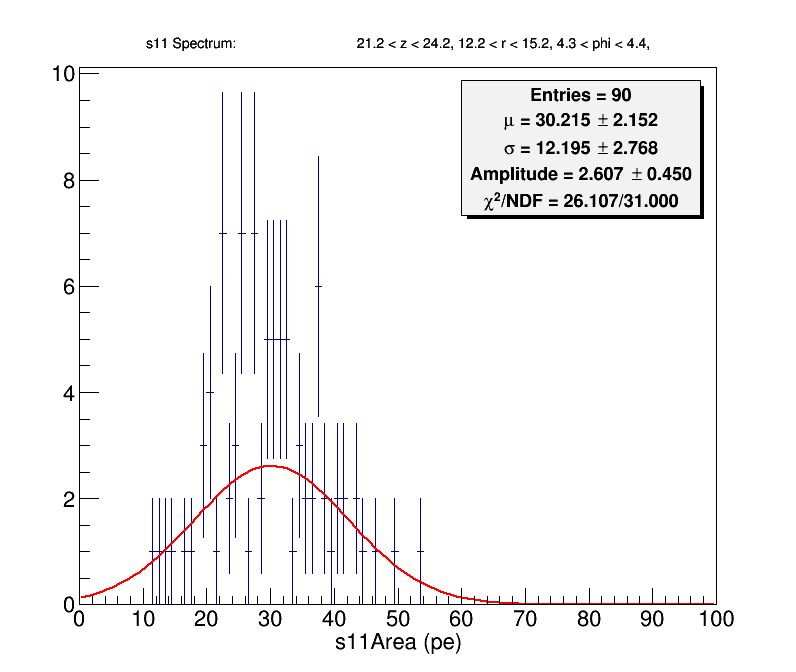 s11 Spectrum: 21.2 < z < 24.2, 12.2 < r < 15.2, 4.3 < phi < 4.4,
10
8
6
4
2
0
Entries = 90
μ = 30.215 ± 2.152
σ = 12.195 ± 2.768
Amplitude = 2.607 ± 0.450
χ²/NDF = 26.107/31.000
0 10 20 30 40 50 60 70 80 90 100
s11Area (pe)